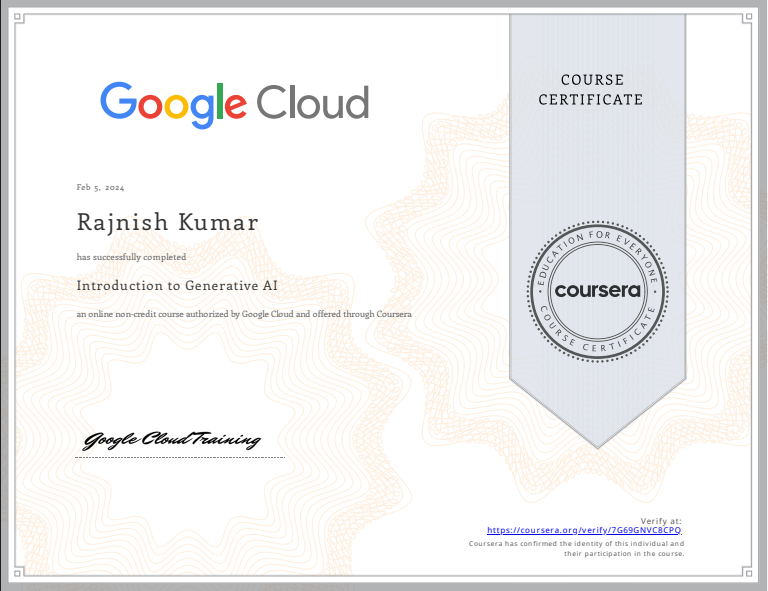 Google Cloud
COURSE
CERTIFICATE
Feb 5, 2024
Rajnish Kumar
has successfully completed
Introduction to Generative AI
an online non-credit course authorized by Google Cloud and offered through Coursera
EDUCATION FOR EVERYONE
coursera
COURSE CERTIFICATE
Google Cloud Training
Verify at:
https://coursera.org/verify/7G69GNVC8CPQ
Coursera has confirmed the identity of this individual and
their participation in the course.